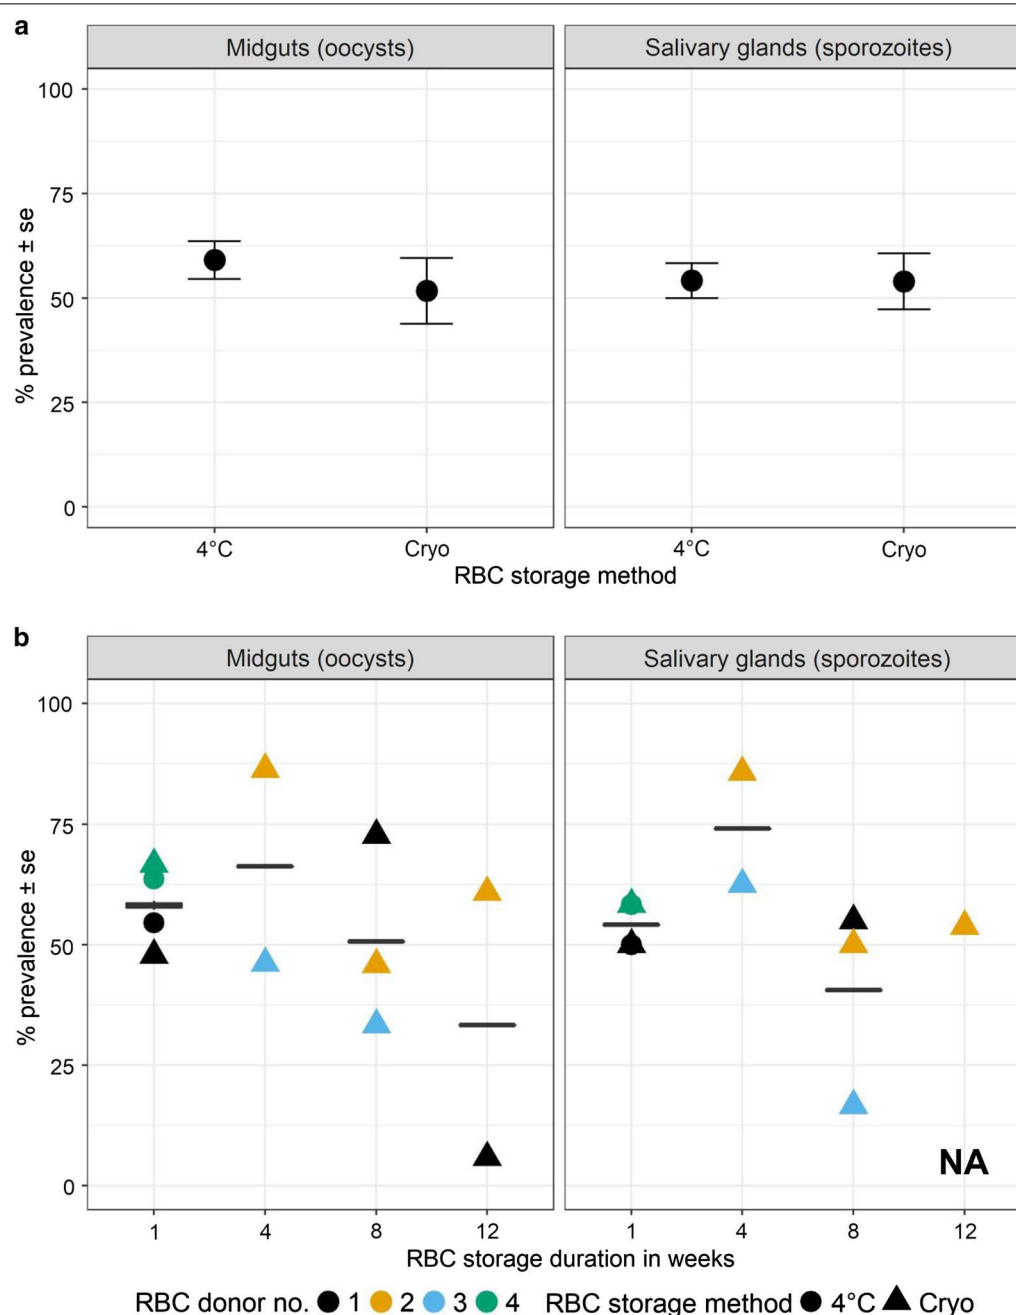 a
Midguts (oocysts)
Salivary glands (sporozoites)
% prevalence ± se
100
75
50
25
0
4°C
Cryo
4°C
Cryo
RBC storage method
b
Midguts (oocysts)
Salivary glands (sporozoites)
% prevalence ± se
100
75
50
25
0
NA
1
4
8
12
1
4
8
12
RBC storage duration in weeks
RBC donor no. 1 2 3 4 RBC storage method 4°C Cryo